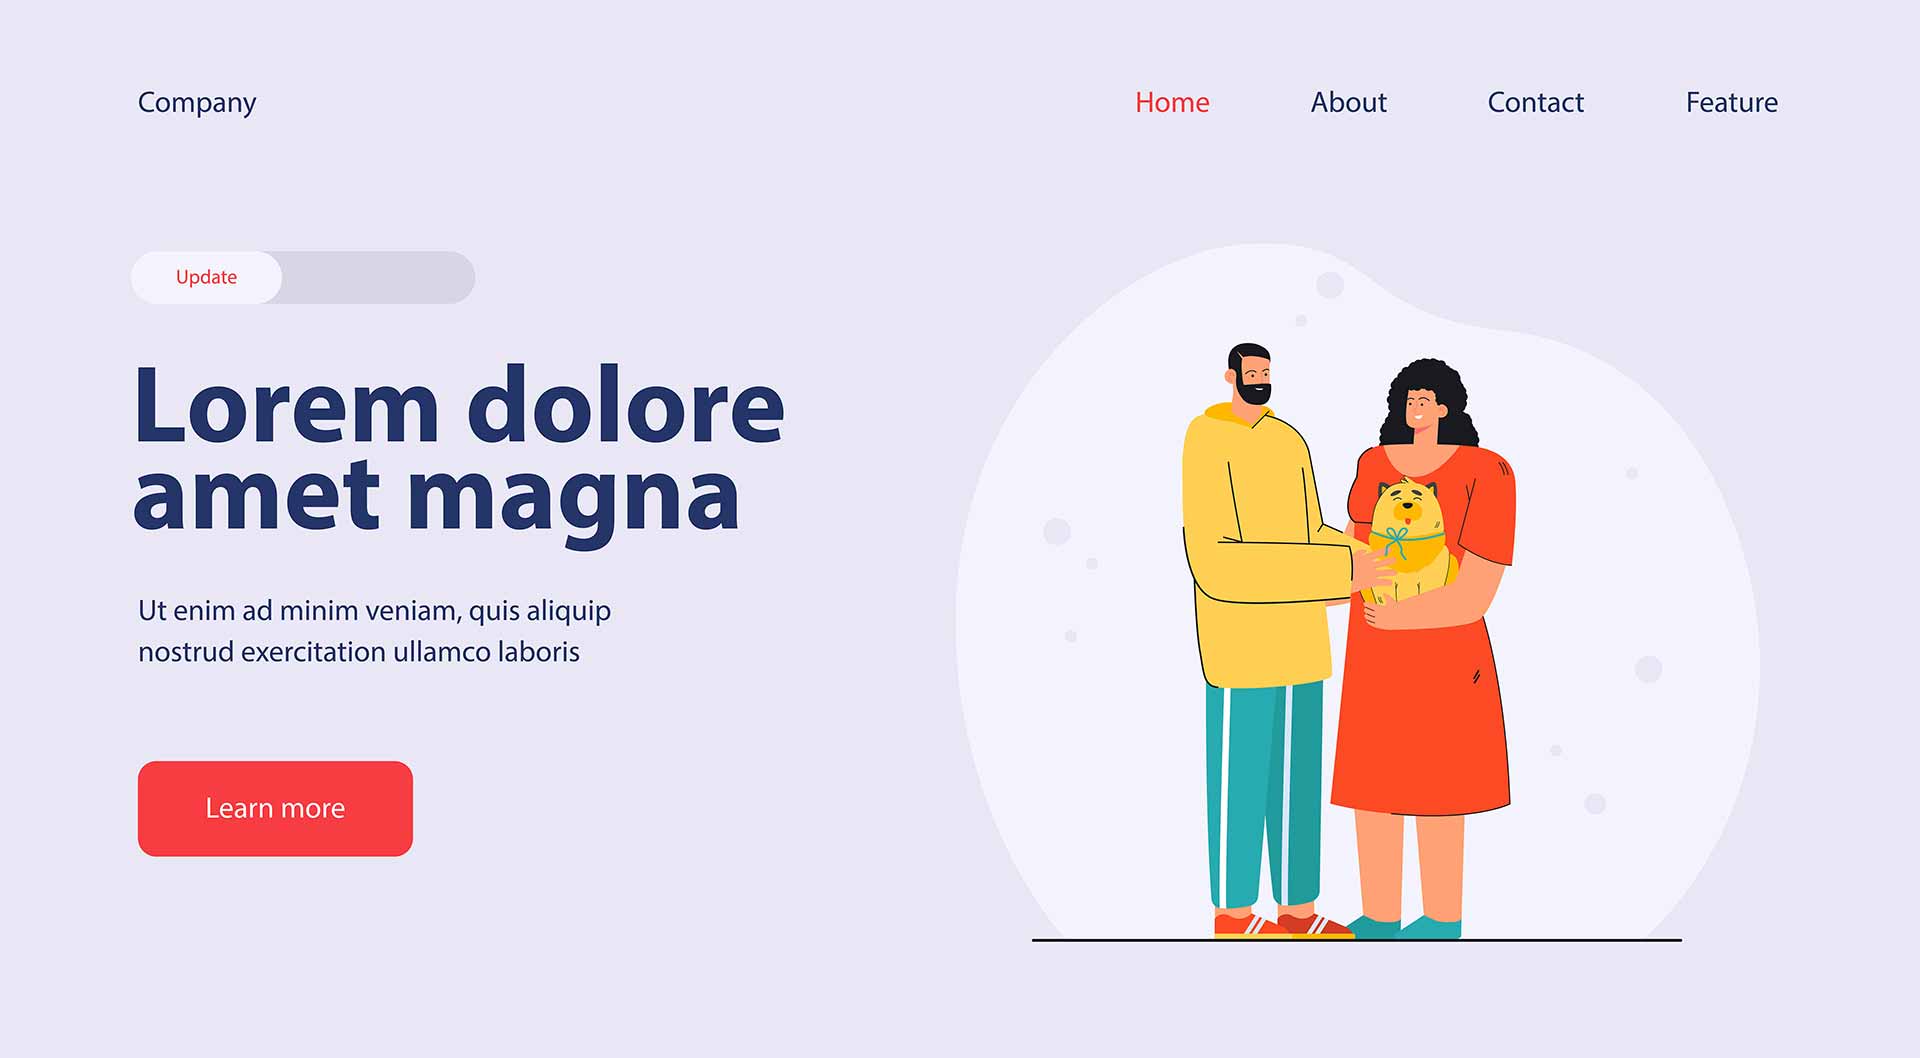 Company
Home About Contact Feature
Update
Lorem dolore
amet magna
Ut enim ad minim veniam, quis aliquip
nostrud exercitation ullamco laboris
Learn more